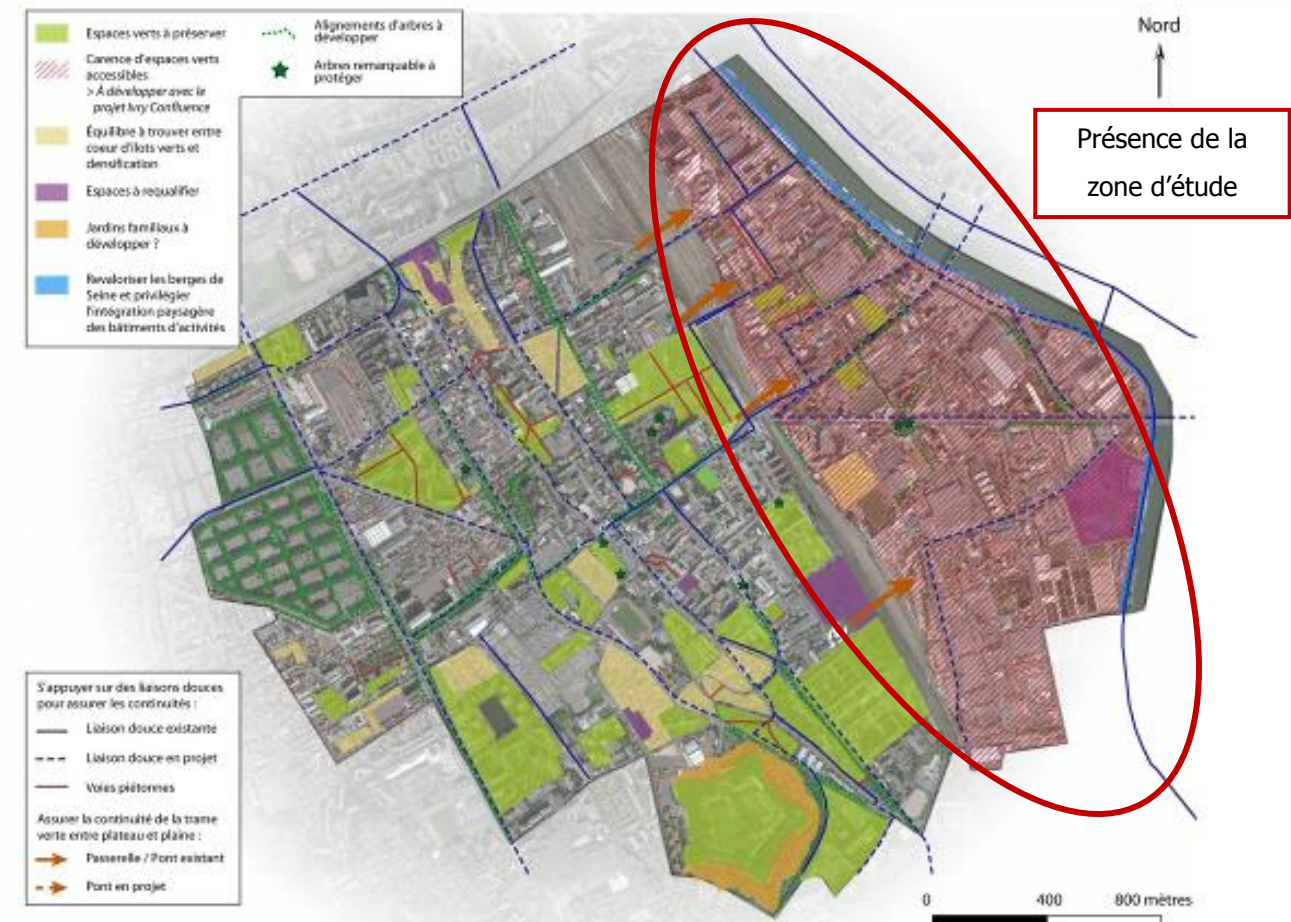 Espaces verts à préserver
Carence d'espaces verts
accessibles
> À développer avec le
projet Ivry Confluence
Équilibre à trouver entre
coeur d'îlots verts et
densification
Espaces à requalifier
Jardins familiaux à
développer ?
Revaloriser les berges de
Seine et privilégier
l'intégration paysagère
des bâtiments d'activités
Alignements d'arbres à
développer
Arbres remarquable à
protéger
Nord
Présence de la
zone d'étude
S'appuyer sur des liaisons douces
pour assurer les continuités :
Liaison douce existante
Liaison douce en projet
Voies piétonnes
Assurer la continuité de la trame
verte entre plateau et plaine :
Passerelle / Pont existant
Pont en projet
0 400 800 mètres